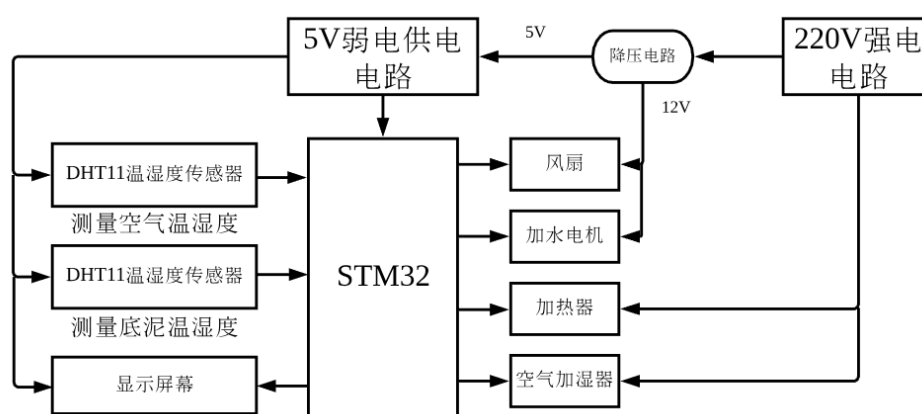 5V弱电供电
电路
5V
降压电路
220V强电
电路
12V
DHT11温湿度传感器
测量空气温湿度
DHT11温湿度传感器
测量底泥温湿度
显示屏幕
STM32
风扇
加水电机
加热器
空气加湿器